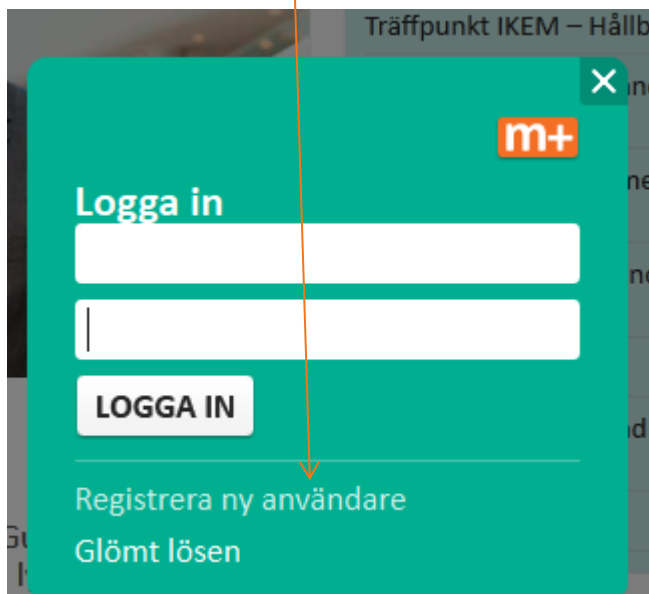 Träffpunkt IKEM – Hållb
m+
Logga in
LOGGA IN
Registrera ny användare
Glömt lösen